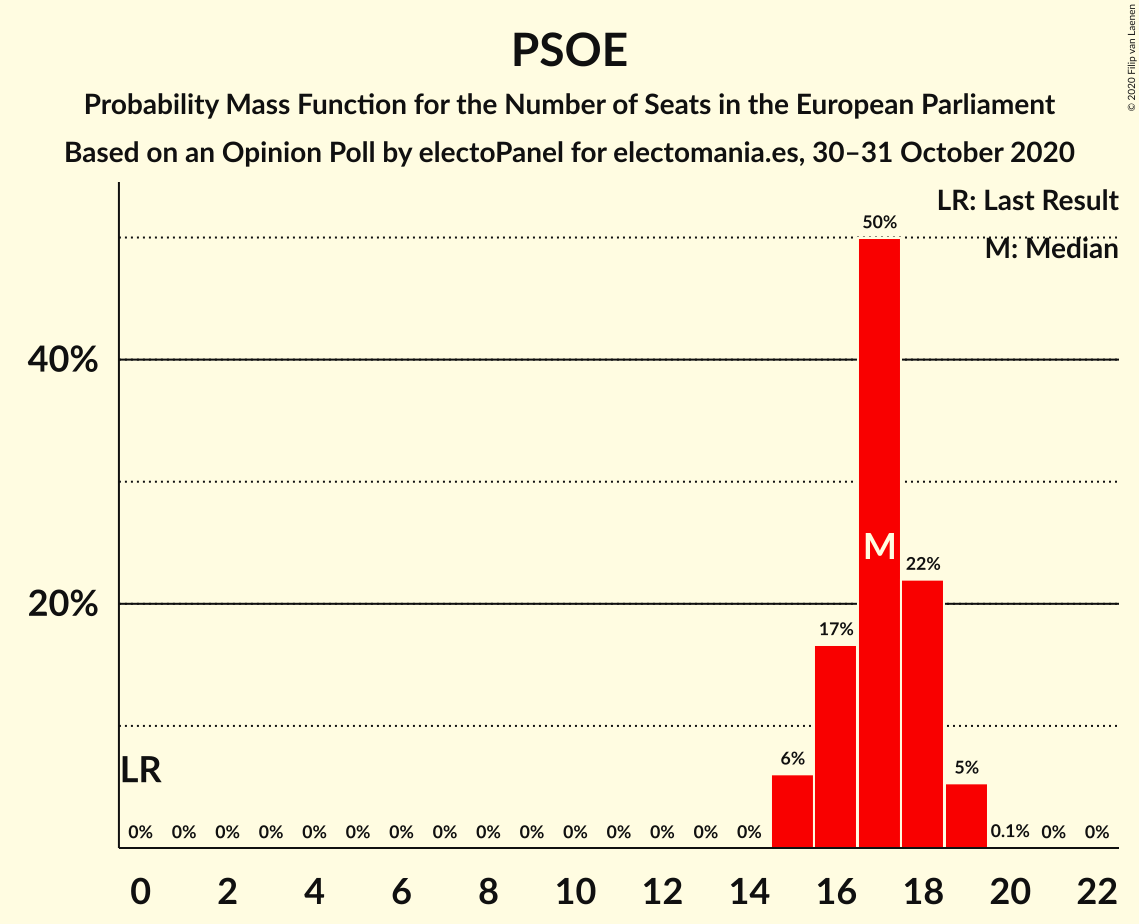 PSOE
Probability Mass Function for the Number of Seats in the European Parliament
Based on an Opinion Poll by electoPanel for electomania.es, 30–31 October 2020
© 2020 Filip van Laenen
LR: Last Result
M: Median
50%
40%
M
22%
20%
17%
LR
6%
5%
0% 0% 0% 0% 0% 0% 0% 0% 0% 0% 0% 0% 0% 0% 0% 0.1% 0% 0%
0 2 4 6 8 10 12 14 16 18 20 22